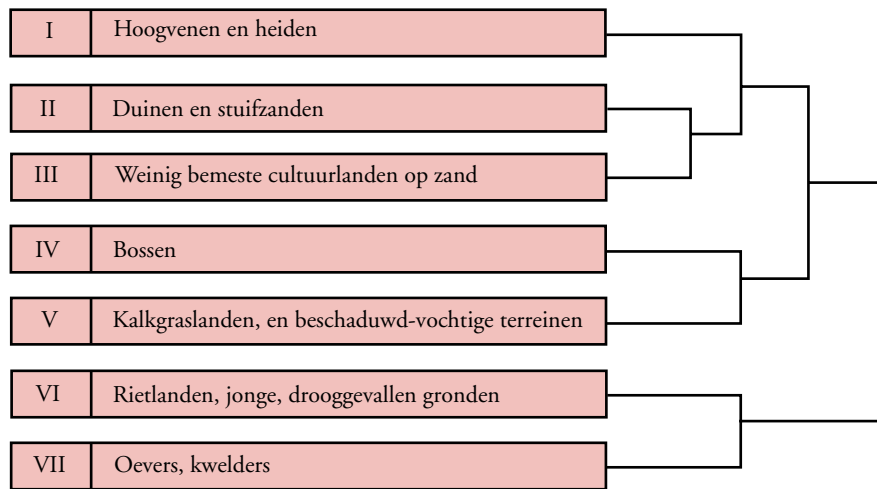 I Hoogvenen en heiden
II Duinen en stuifzanden
III Weinig bemeste cultuurlanden op zand
IV Bossen
V Kalkgraslanden, en beschaduwd-vochtige terreinen
VI Rietlanden, jonge, drooggevallen gronden
VII Oevers, kwelders